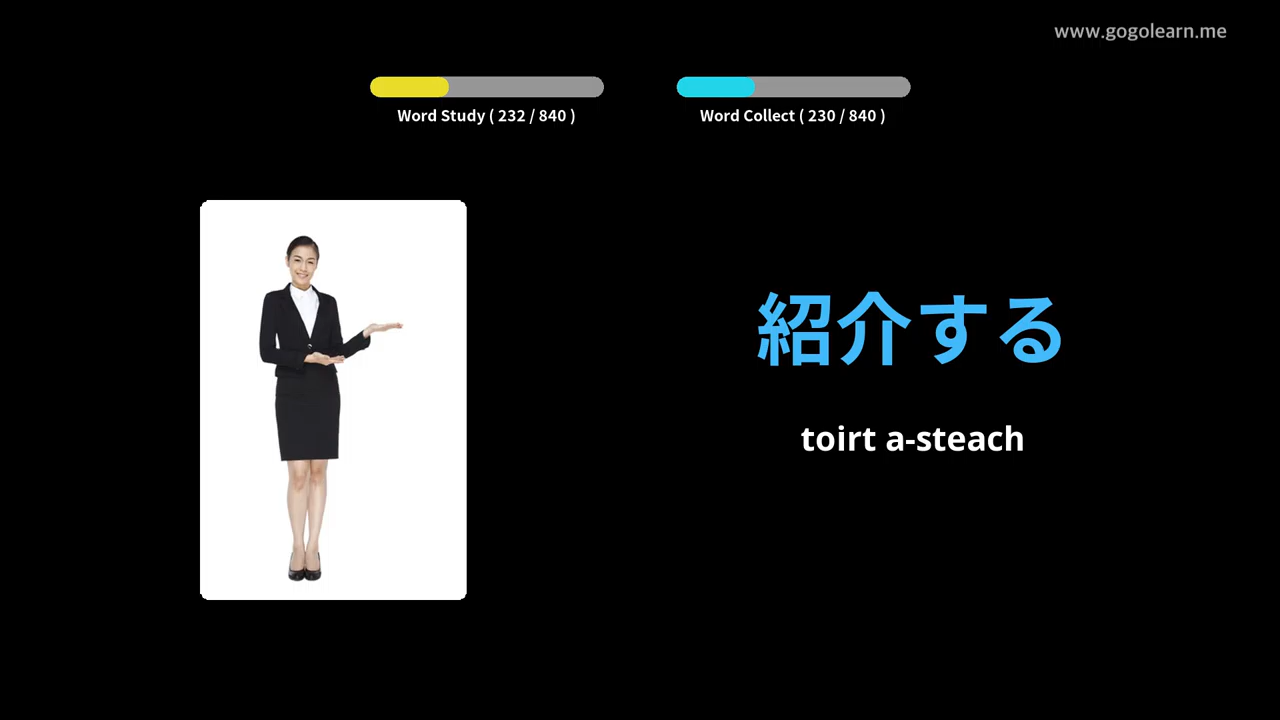 www.gogolearn.me
Word Study ( 232 / 840 )
Word Collect ( 230 / 840 )
紹介する
toirt a-steach